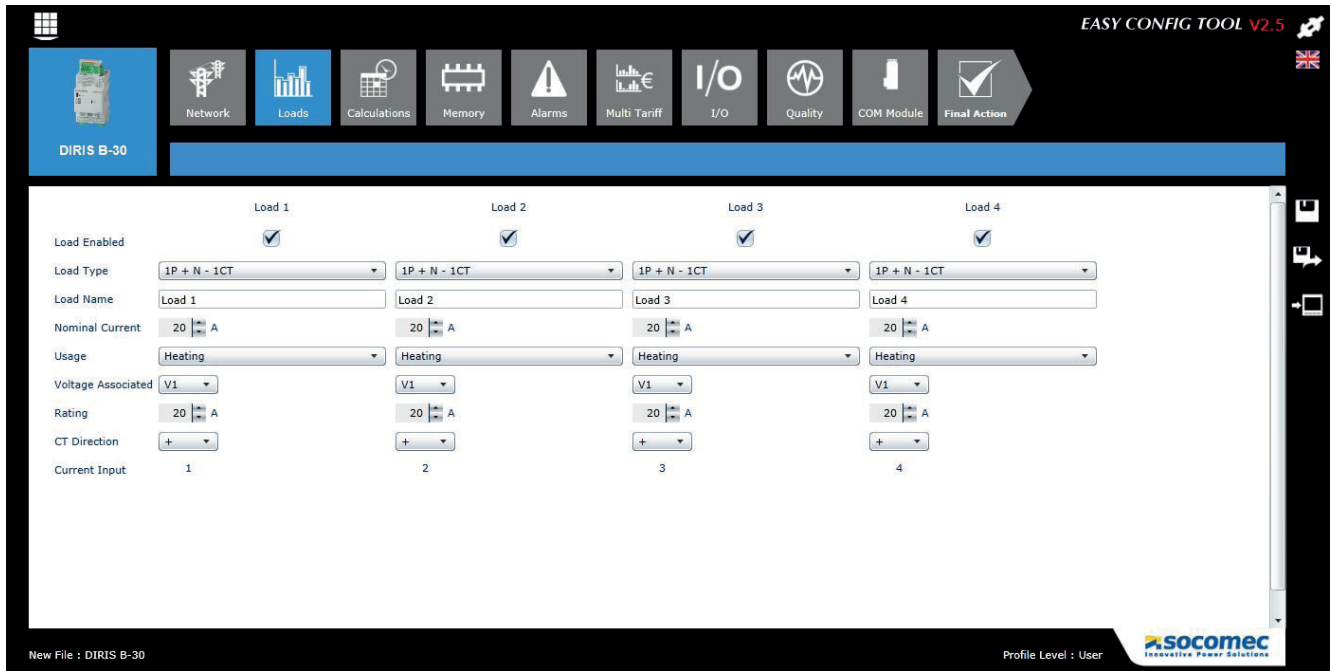 EASY CONFIG TOOL V2.5
Network
Loads
Calculations
Memory
Alarms
Multi Tariff
I/O
I/O
Quality
COM Module
Final Action
DIRIS B-30
Load 1 Load 2 Load 3 Load 4
Load Enabled
Load Type 1P + N - 1CT 1P + N - 1CT 1P + N - 1CT 1P + N - 1CT
Load Name Load 1 Load 2 Load 3 Load 4
Nominal Current 20 A 20 A 20 A 20 A
Usage Heating Heating Heating Heating
Voltage Associated V1 V1 V1 V1
Rating 20 A 20 A 20 A 20 A
CT Direction + + + +
Current Input 1 2 3 4
New File : DIRIS B-30
Profile Level : User
socomec
Innovative Power Solutions